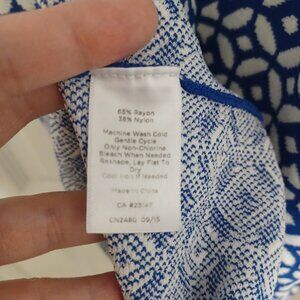 65% Rayon
35% Nylon
Machine Wash Cold
Gentle Cycle
Only Non-Chlorine
Bleach When Needed
Reshape, Lay Flat To
Dry
Cool Iron If Needed
Made In China
CA #23147
CN2480 09/15